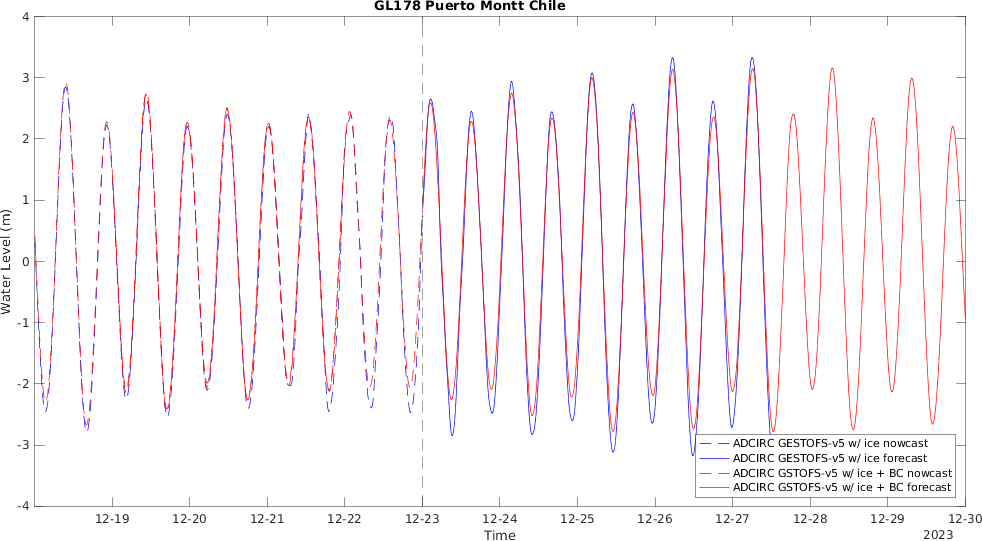 GL178 Puerto Montt Chile
4
3
2
1
0
-1
-2
-3
-4
Water Level (m)
ADCIRC GESTOFS-v5 w/ ice nowcast
ADCIRC GESTOFS-v5 w/ ice forecast
ADCIRC GSTOFS-v5 w/ ice + BC nowcast
ADCIRC GSTOFS-v5 w/ ice + BC forecast
12-19 12-20 12-21 12-22 12-23 12-24 12-25 12-26 12-27 12-28 12-29 12-30
Time
2023